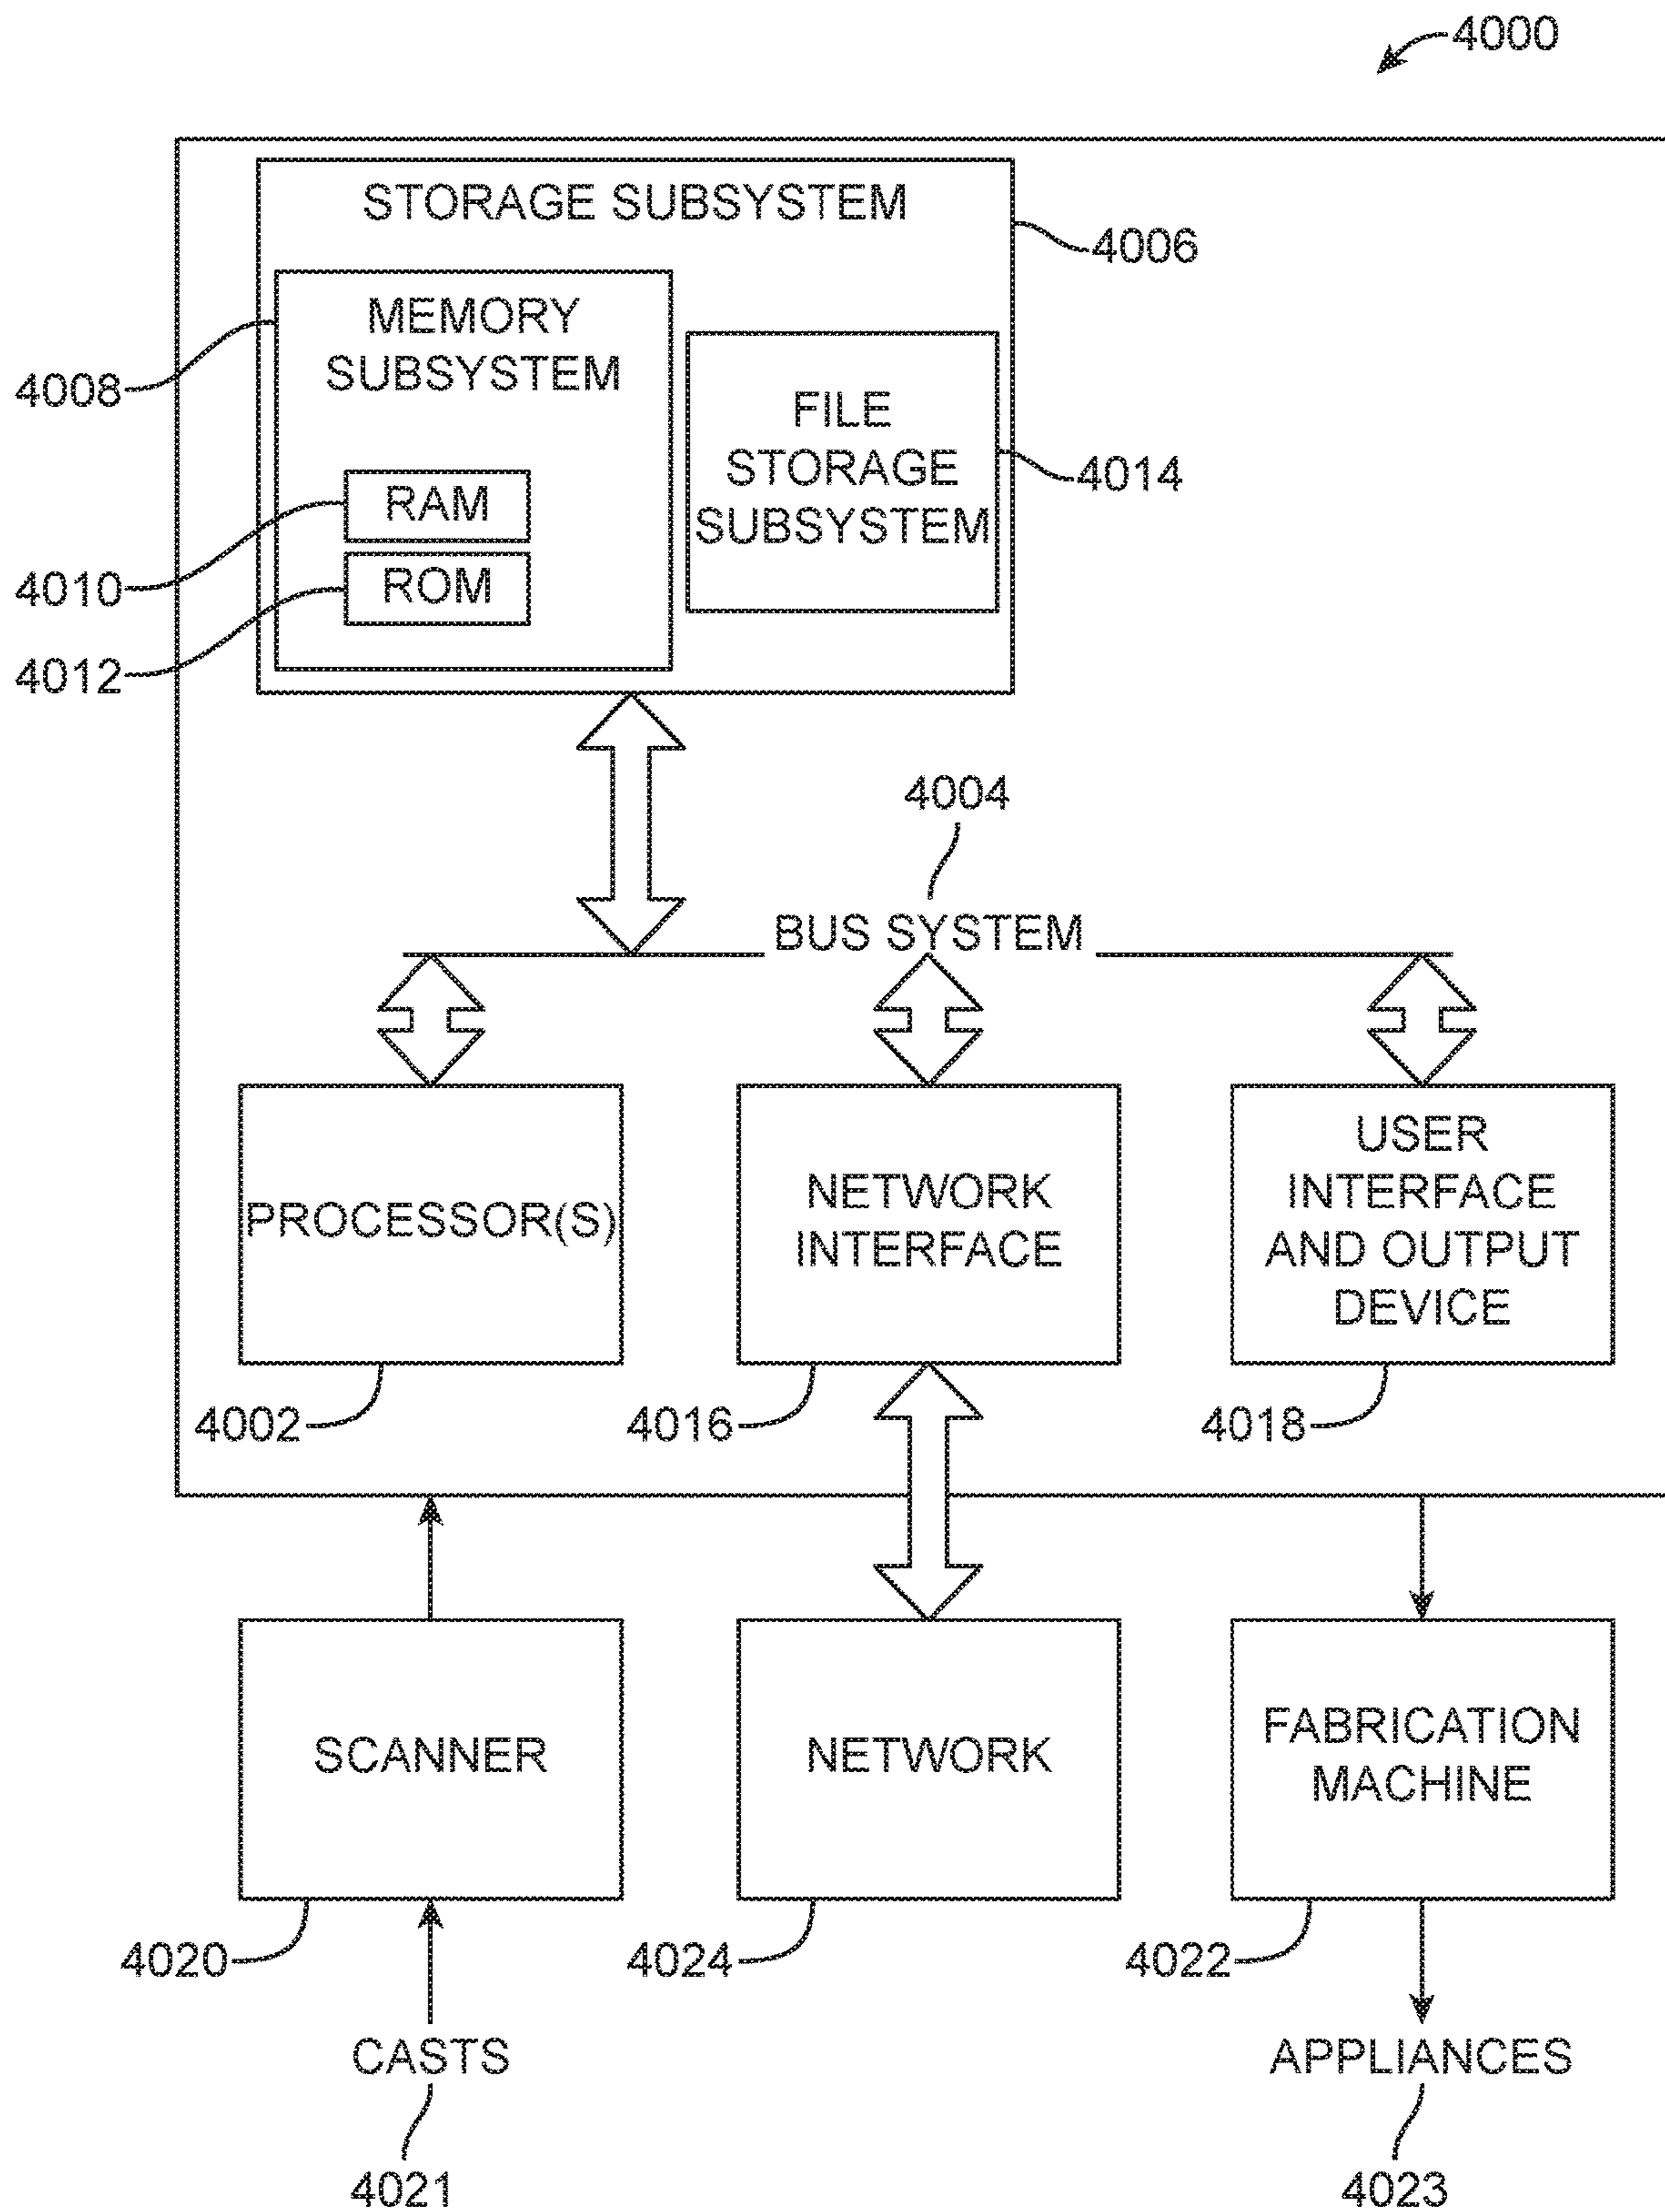 4000
STORAGE SUBSYSTEM
4006
MEMORY
SUBSYSTEM
4008
FILE
STORAGE
SUBSYSTEM
4014
RAM
4010
ROM
4012
4004
BUS SYSTEM
PROCESSOR(S)
NETWORK
INTERFACE
USER
INTERFACE
AND OUTPUT
DEVICE
4002
4016
4018
SCANNER
NETWORK
FABRICATION
MACHINE
4020
4024
4022
CASTS
APPLIANCES
4021
4023